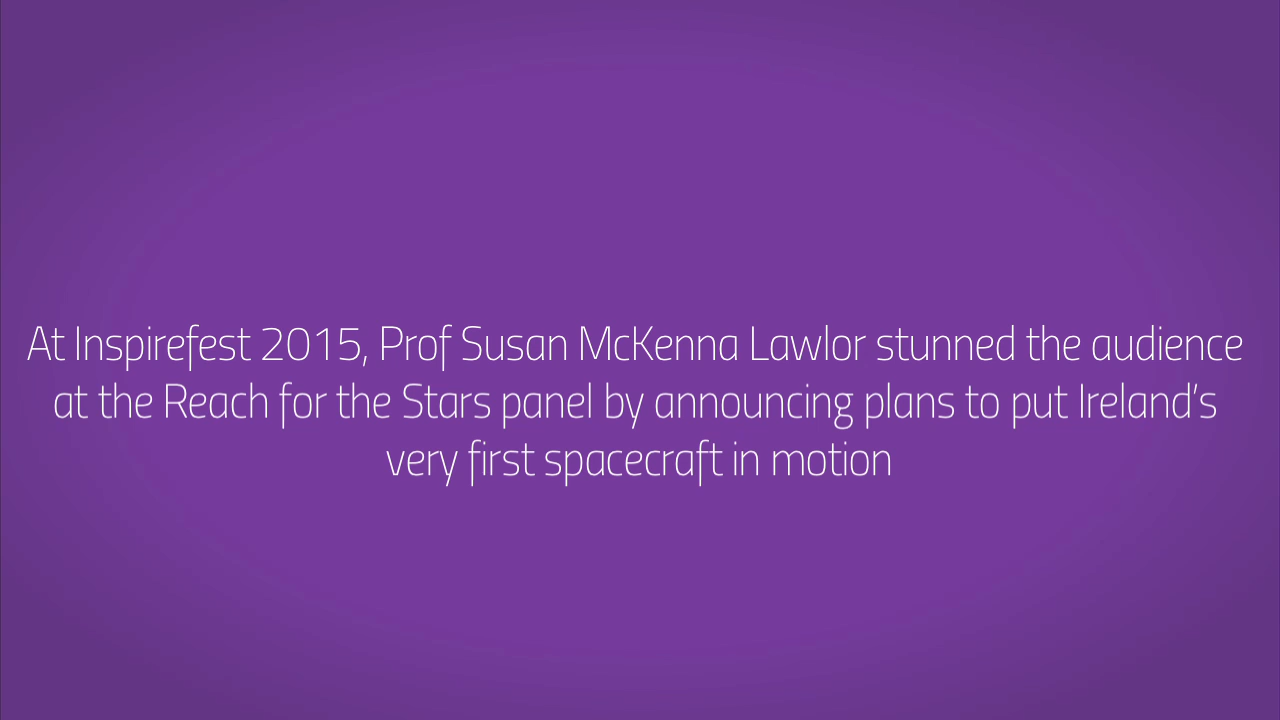 At Inspirefest 2015, Prof Susan McKenna Lawlor stunned the audience
at the Reach for the Stars panel by announcing plans to put Ireland's
very first spacecraft in motion